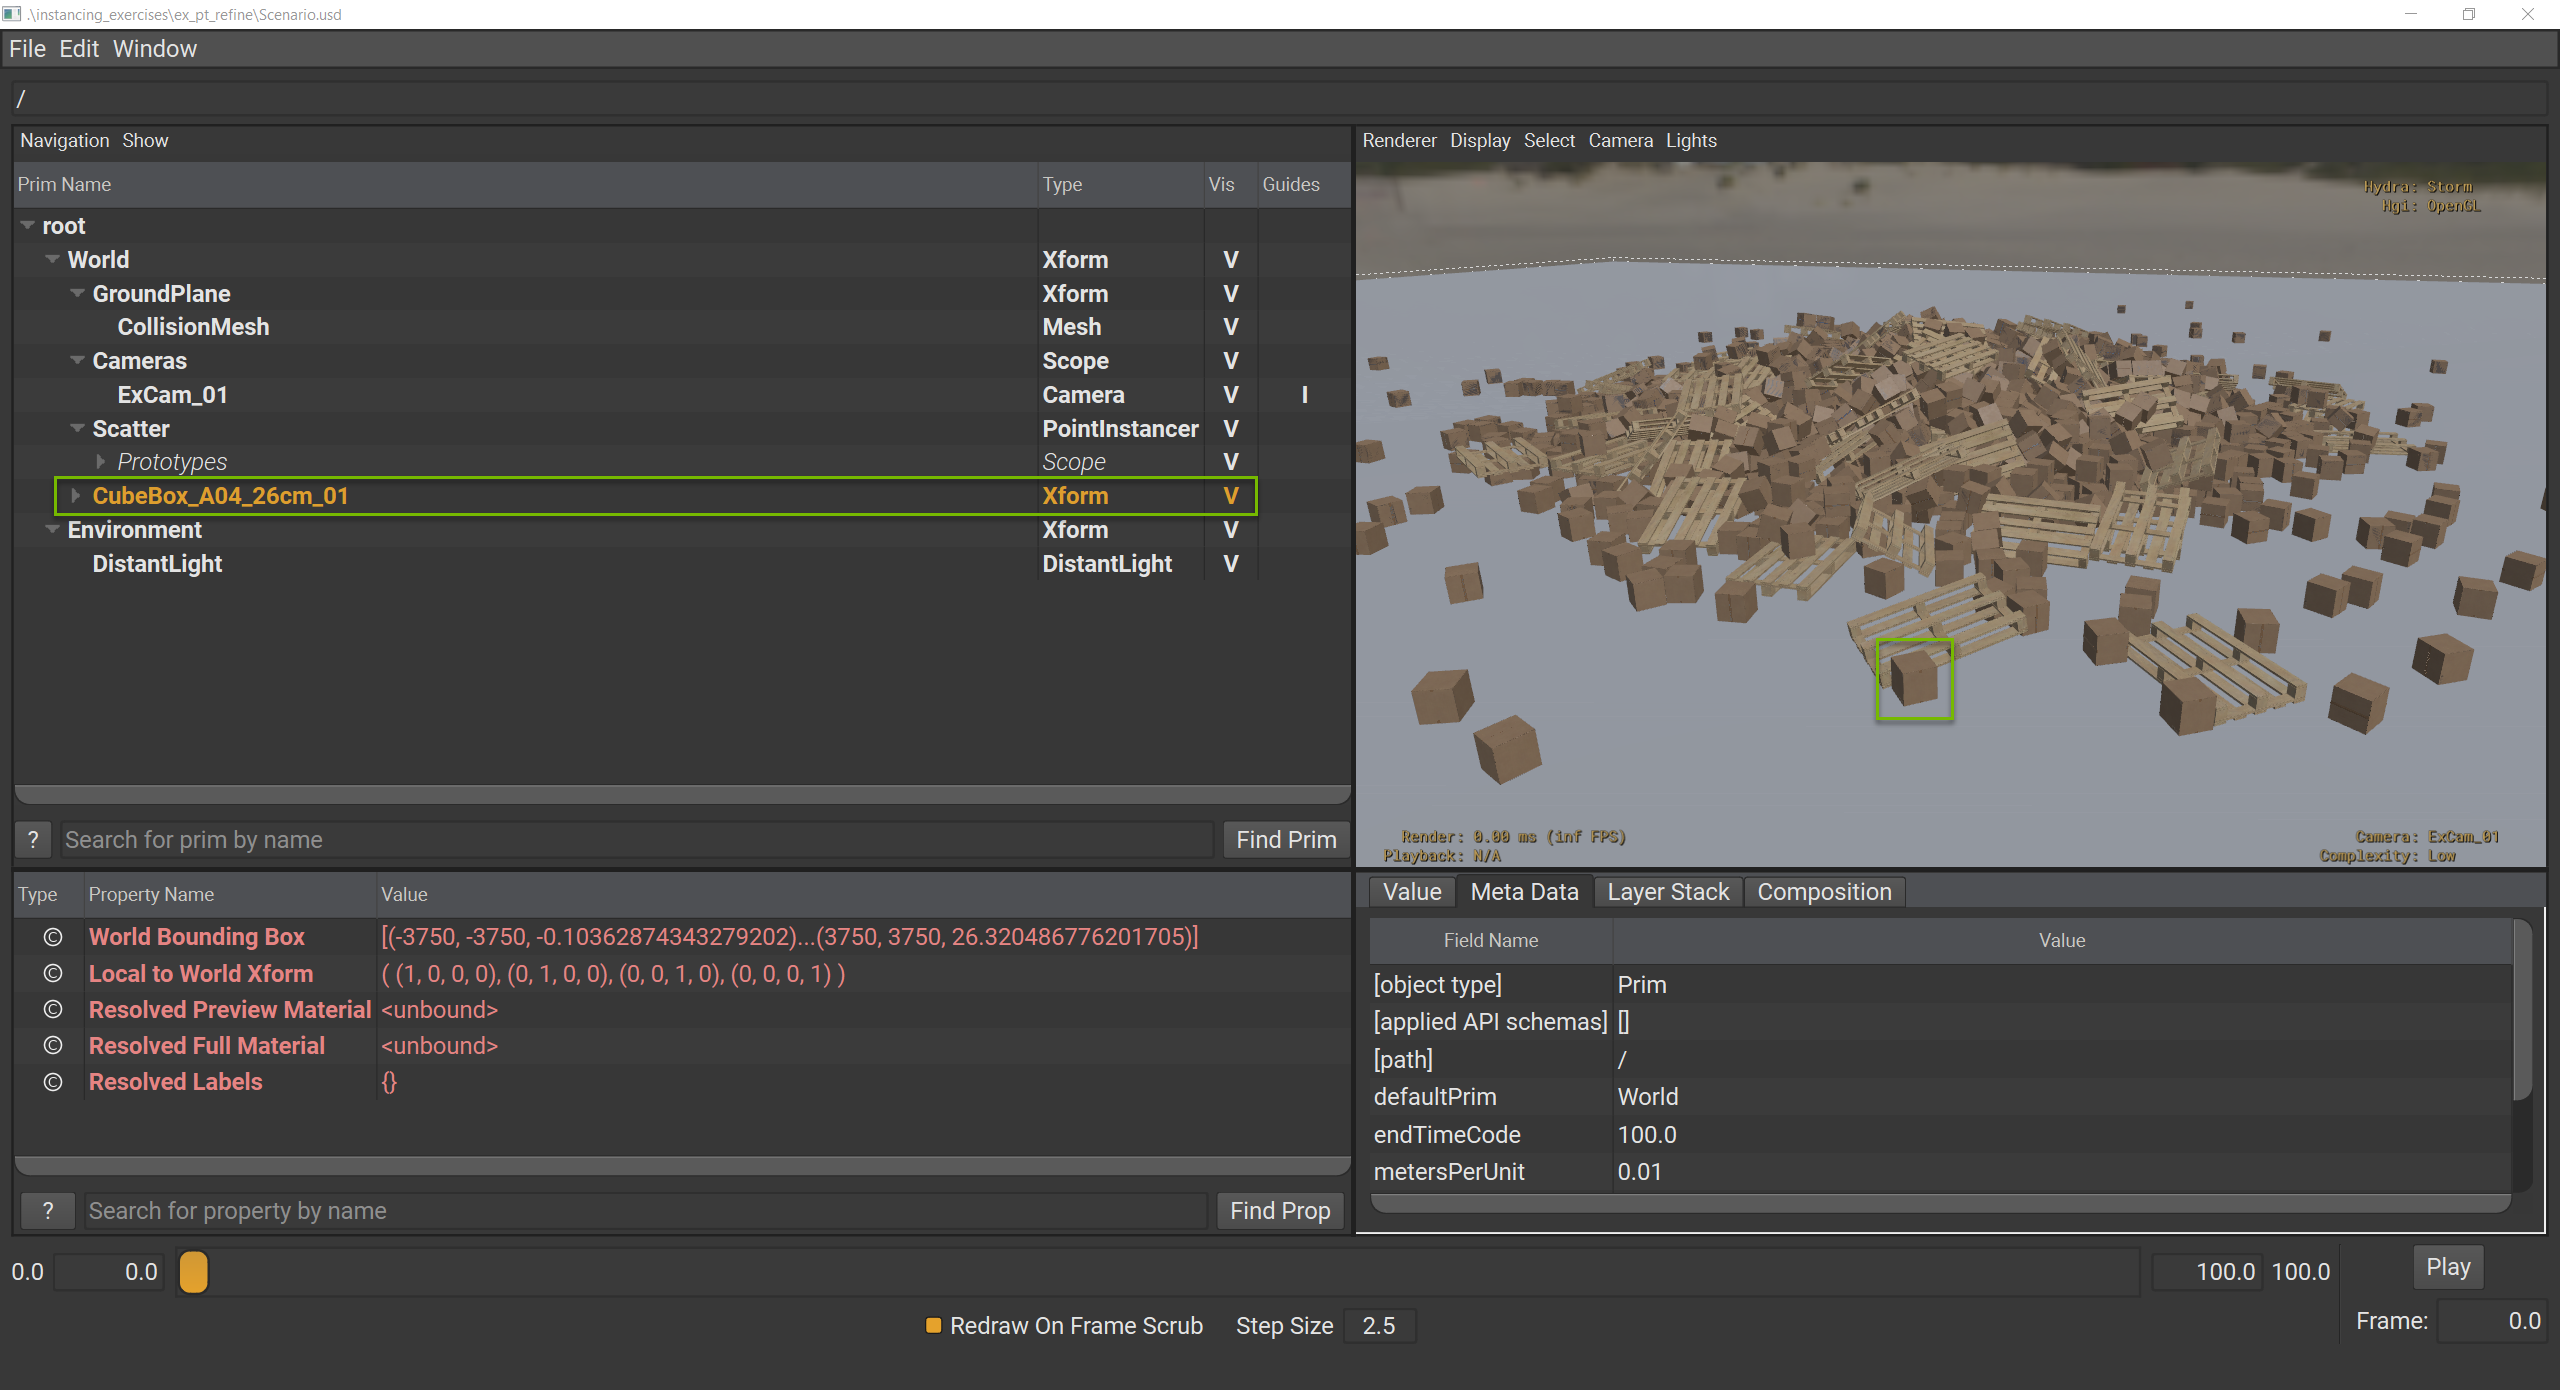 .\instancing_exercises\ex_pt_refine\Scenario.usd
File Edit Window
/
Navigation Show
Prim Name Type Vis Guides
root
World Xform V
GroundPlane Xform V
CollisionMesh Mesh V
Cameras Scope V
ExCam_01 Camera V I
Scatter PointInstancer V
Prototypes Scope V
CubeBox_A04_26cm_01 Xform V
Environment Xform V
DistantLight DistantLight V
? Search for prim by name Find Prim
Renderer Display Select Camera Lights
Hydra: Storm
Hgi: OpenGL
Render: 0.00 ms (inf FPS)
Playback: N/A
Camera: ExCam_01
Complexity: Low
Type Property Name Value
© World Bounding Box [(-3750, -3750, -0.10362874343279202)...(3750, 3750, 26.320486776201705)]
© Local to World Xform ( (1, 0, 0, 0), (0, 1, 0, 0), (0, 0, 1, 0), (0, 0, 0, 1) )
© Resolved Preview Material <unbound>
© Resolved Full Material <unbound>
© Resolved Labels {}
? Search for property by name Find Prop
Value Meta Data Layer Stack Composition
Field Name Value
[object type] Prim
[applied API schemas] []
[path] /
defaultPrim World
endTimeCode 100.0
metersPerUnit 0.01
0.0 0.0 100.0 100.0 Play
Redraw On Frame Scrub Step Size 2.5 Frame: 0.0